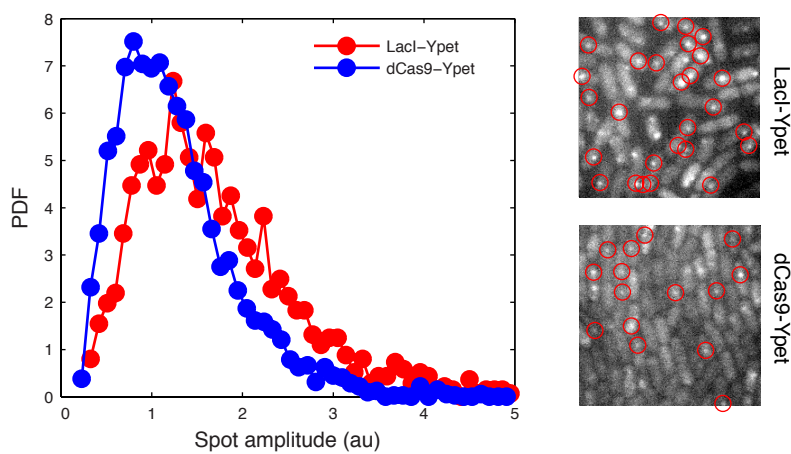 8
7
6
5
4
3
2
1
0
PDF
LacI–Ypet
dCas9–Ypet
0 1 2 3 4 5
Spot amplitude (au)
LacI-Ypet
dCas9-Ypet